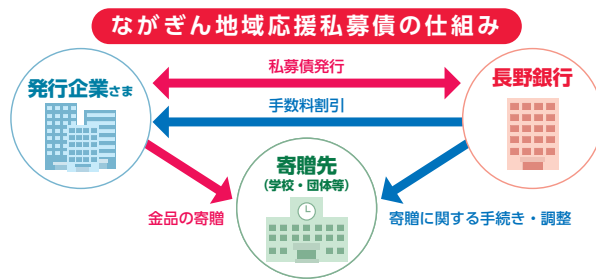 ながぎん地域応援私募債の仕組み
私募債発行
発行企業さま
長野銀行
手数料割引
寄贈先
(学校・団体等)
金品の寄贈
寄贈に関する手続き・調整